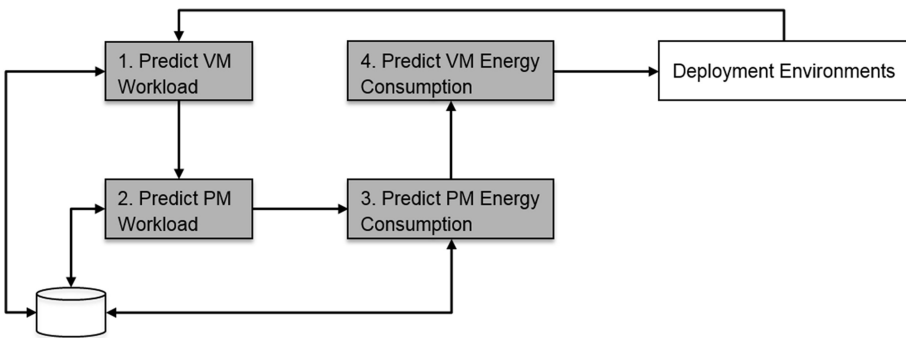 1. Predict VM
Workload
4. Predict VM Energy
Consumption
Deployment Environments
2. Predict PM
Workload
3. Predict PM Energy
Consumption